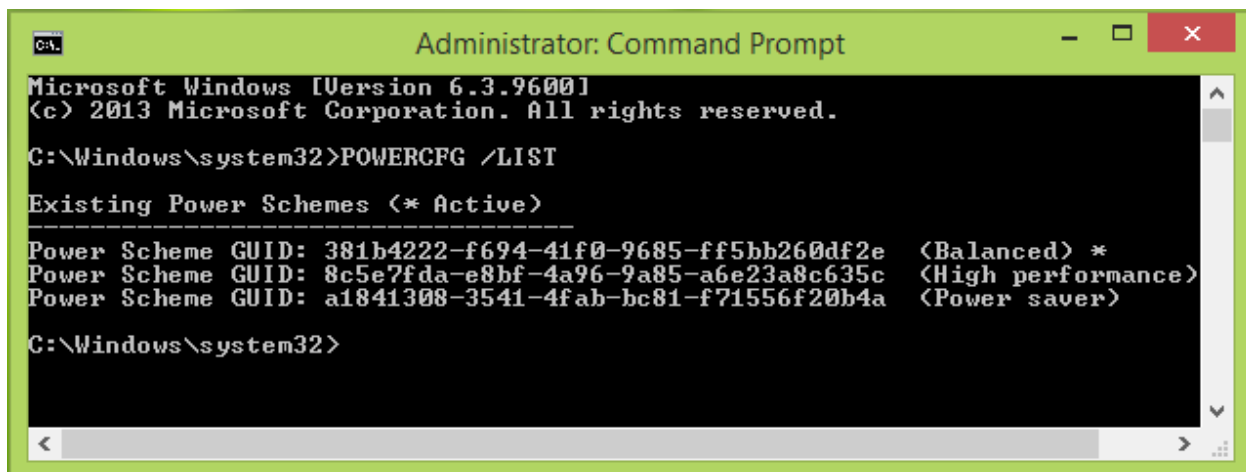 Administrator: Command Prompt
Microsoft Windows [Version 6.3.9600]
(c) 2013 Microsoft Corporation. All rights reserved.
C:\Windows\system32>POWERCFG /LIST
Existing Power Schemes (* Active)
-----------------------------------
Power Scheme GUID: 381b4222-f694-41f0-9685-ff5bb260df2e  (Balanced) *
Power Scheme GUID: 8c5e7fda-e8bf-4a96-9a85-a6e23a8c635c  (High performance)
Power Scheme GUID: a1841308-3541-4fab-bc81-f71556f20b4a  (Power saver)
C:\Windows\system32>